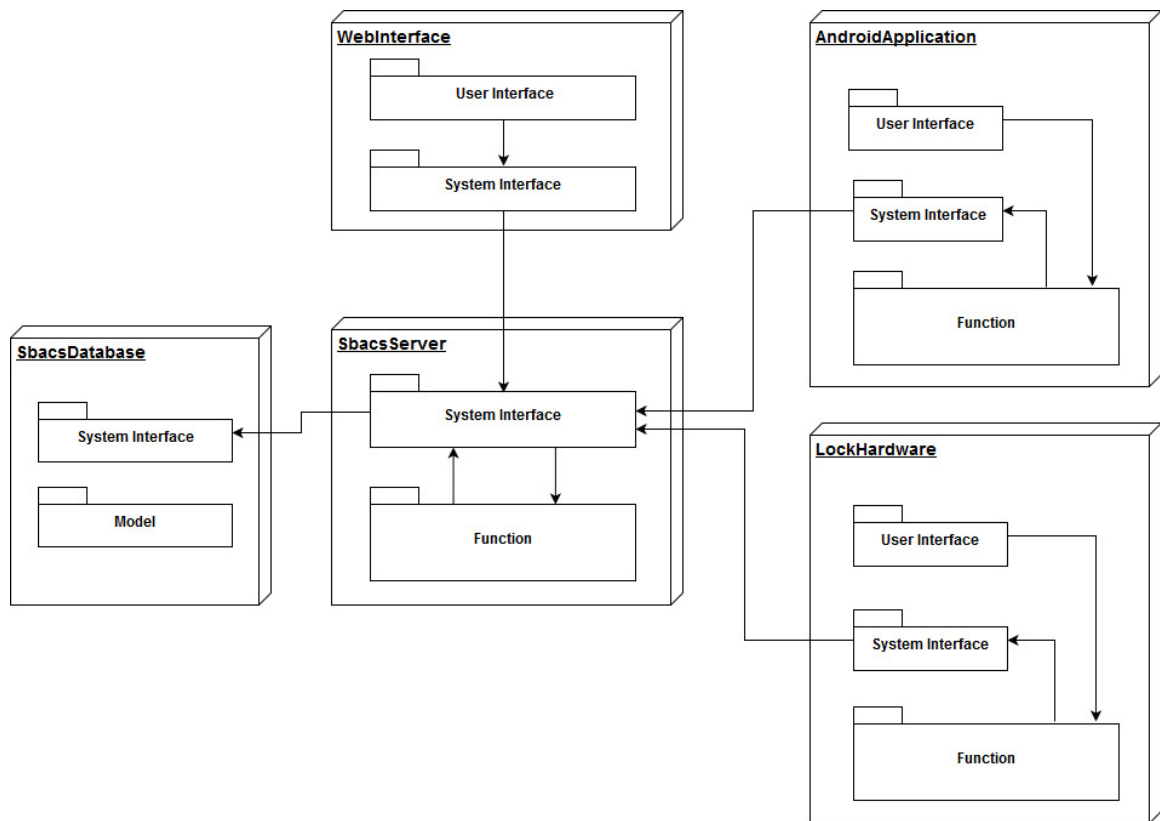 WebInterface
User Interface
System Interface
AndroidApplication
User Interface
System Interface
Function
SbacsDatabase
System Interface
Model
SbacsServer
System Interface
Function
LockHardware
User Interface
System Interface
Function